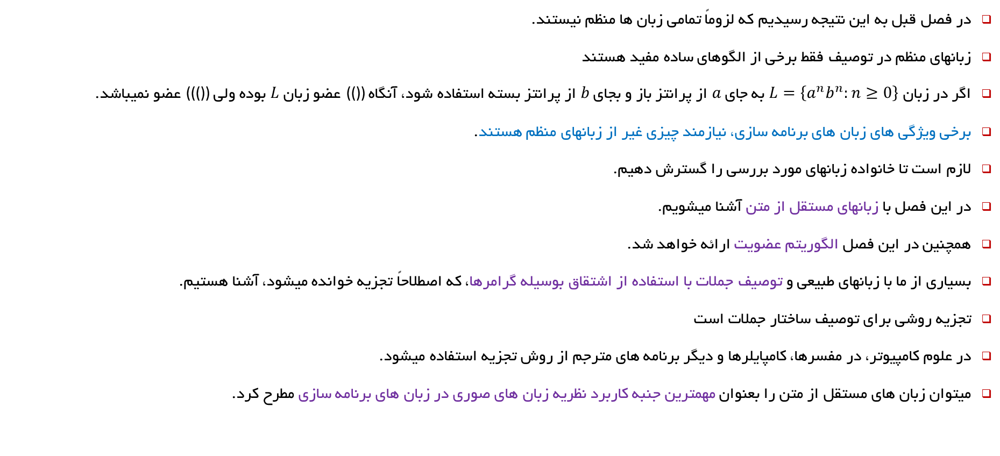 در فصل قبل به این نتیجه رسیدیم که لزوماً تمامی زبان ها منظم نیستند.
زبانهای منظم در توصیف فقط برخی از الگوهای ساده مفید هستند
اگر در زبان L = {aⁿbⁿ: n ≥ 0} به جای a از پرانتز باز و بجای b از پرانتز بسته استفاده شود، آنگاه (()) عضو زبان L بوده ولی ((()) عضو نمیباشد.
برخی ویژگی های زبان های برنامه سازی، نیازمند چیزی غیر از زبانهای منظم هستند.
لازم است تا خانواده زبانهای مورد بررسی را گسترش دهیم.
در این فصل با زبانهای مستقل از متن آشنا میشویم.
همچنین در این فصل الگوریتم عضویت ارائه خواهد شد.
بسیاری از ما با زبانهای طبیعی و توصیف جملات با استفاده از اشتقاق بوسیله گرامرها، که اصطلاحاً تجزیه خوانده میشود، آشنا هستیم.
تجزیه روشی برای توصیف ساختار جملات است
در علوم کامپیوتر، در مفسرها، کامپایلرها و دیگر برنامه های مترجم از روش تجزیه استفاده میشود.
میتوان زبان های مستقل از متن را بعنوان مهمترین جنبه کاربرد نظریه زبان های صوری در زبان های برنامه سازی مطرح کرد.